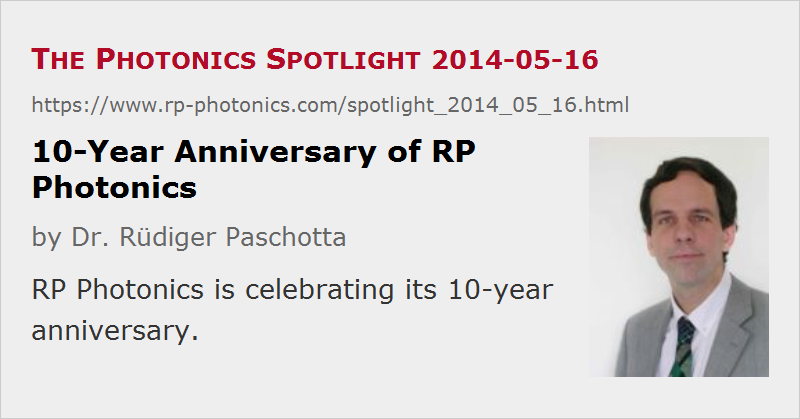 THE PHOTONICS SPOTLIGHT 2014-05-16
https://www.rp-photonics.com/spotlight_2014_05_16.html
10-Year Anniversary of RP
Photonics
by Dr. Rüdiger Paschotta
RP Photonics is celebrating its 10-year
anniversary.